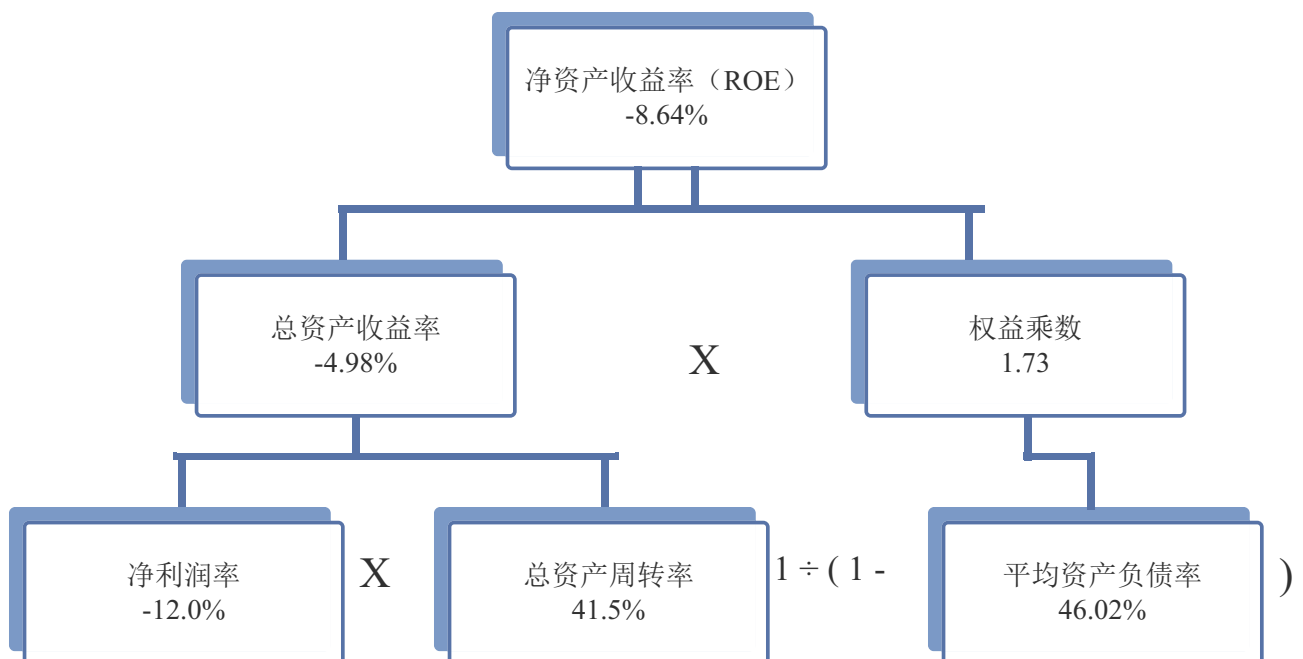 净资产收益率（ROE）
-8.64%
总资产收益率
-4.98%
X
权益乘数
1.73
净利润率
-12.0%
X
总资产周转率
41.5%
1 ÷ ( 1 -
平均资产负债率
46.02%
)